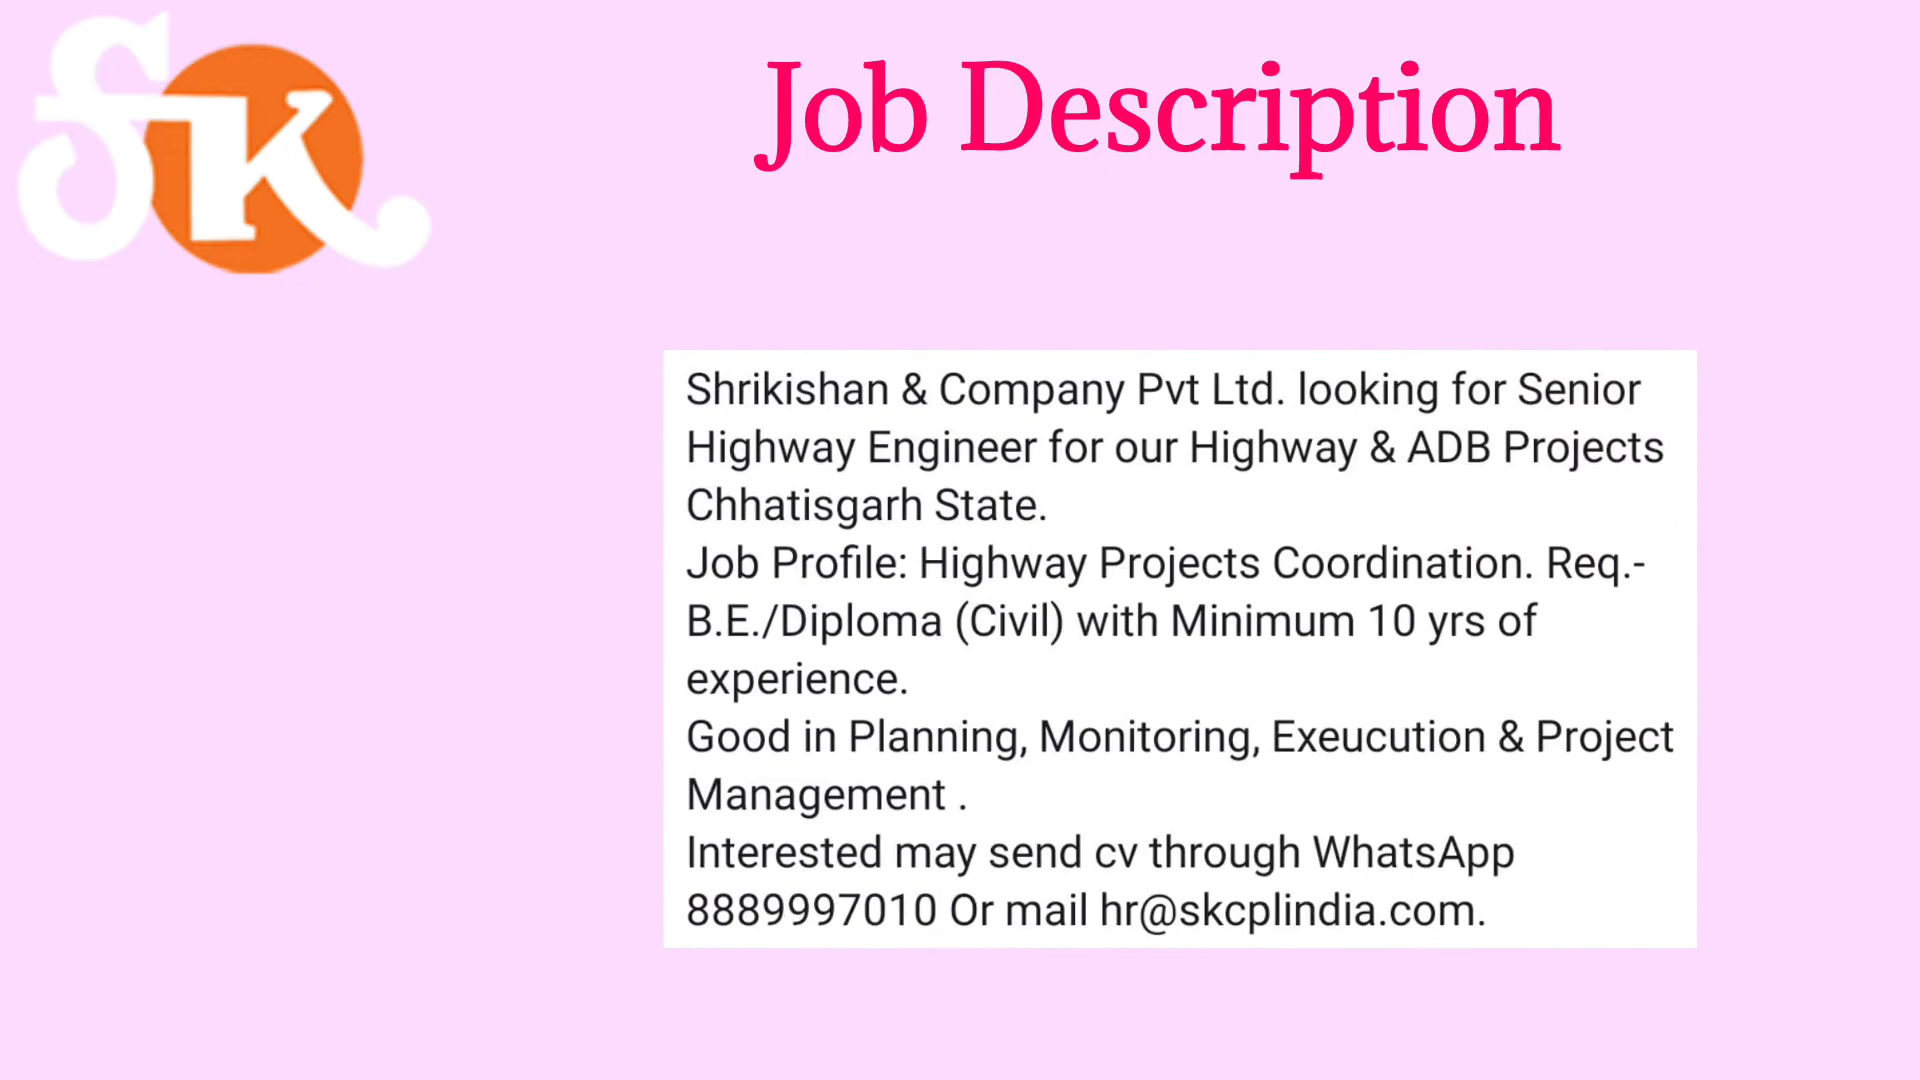 SK
Job Description
Shrikishan & Company Pvt Ltd. looking for Senior
Highway Engineer for our Highway & ADB Projects
Chhatisgarh State.
Job Profile: Highway Projects Coordination. Req.-
B.E./Diploma (Civil) with Minimum 10 yrs of
experience.
Good in Planning, Monitoring, Exeucution & Project
Management .
Interested may send cv through WhatsApp
8889997010 Or mail hr@skcplindia.com.